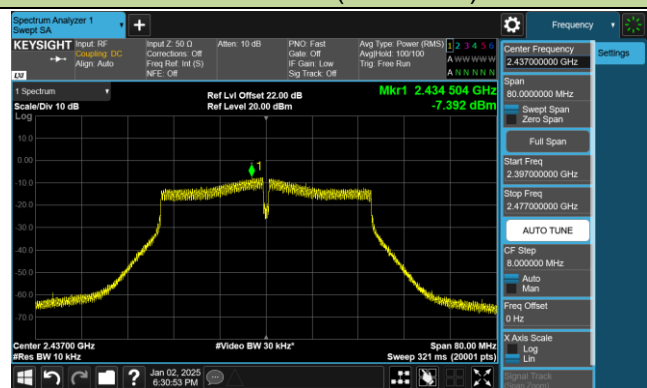 Spectrum Analyzer 1
Swept SA
+
Frequency
KEYSIGHT
Input: RF
Coupling: DC
Align: Auto
Input Z: 50 Ω
Corrections: Off
Freq Ref: Int (S)
NFE: Off
Atten: 10 dB
PNO: Fast
Gate: Off
IF Gain: Low
Sig Track: Off
Avg Type: Power (RMS)
Avg|Hold: 100/100
Trig: Free Run
1 2 3 4 5 6
A W W W W W
A N N N N N
LXI
Center Frequency
2.437000000 GHz
Settings
Span
80.0000000 MHz
Swept Span
Zero Span
Full Span
Start Freq
2.397000000 GHz
Stop Freq
2.477000000 GHz
AUTO TUNE
CF Step
8.000000 MHz
Auto
Man
Freq Offset
0 Hz
X Axis Scale
Log
Lin
Signal Track
(Span Zoom)
1 Spectrum
Scale/Div 10 dB
Log
Ref Lvl Offset 22.00 dB
Ref Level 20.00 dBm
Mkr1 2.434 504 GHz
-7.392 dBm
1
10.0
0.00
-10.0
-20.0
-30.0
-40.0
-50.0
-60.0
-70.0
Center 2.43700 GHz
#Res BW 10 kHz
#Video BW 30 kHz*
Span 80.00 MHz
Sweep 321 ms (20001 pts)
?
Jan 02, 2025
6:30:53 PM